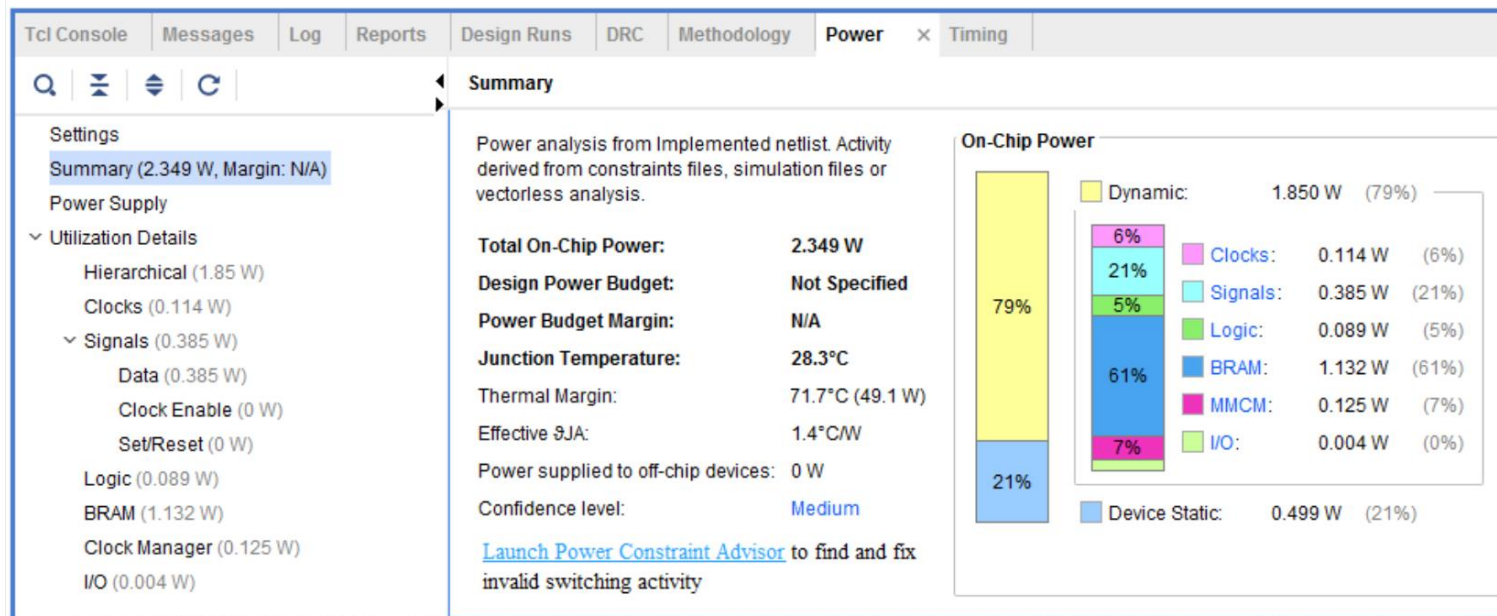 Tcl Console Messages Log Reports Design Runs DRC Methodology Power × Timing
Summary
Settings
Summary (2.349 W, Margin: N/A)
Power Supply
Utilization Details
Hierarchical (1.85 W)
Clocks (0.114 W)
Signals (0.385 W)
Data (0.385 W)
Clock Enable (0 W)
Set/Reset (0 W)
Logic (0.089 W)
BRAM (1.132 W)
Clock Manager (0.125 W)
I/O (0.004 W)
Power analysis from Implemented netlist. Activity
derived from constraints files, simulation files or
vectorless analysis.
Total On-Chip Power: 2.349 W
Design Power Budget: Not Specified
Power Budget Margin: N/A
Junction Temperature: 28.3°C
Thermal Margin: 71.7°C (49.1 W)
Effective ϑJA: 1.4°C/W
Power supplied to off-chip devices: 0 W
Confidence level: Medium
Launch Power Constraint Advisor to find and fix
invalid switching activity
On-Chip Power
79%
21%
Dynamic: 1.850 W (79%)
6%
21%
5%
61%
7%
Clocks: 0.114 W (6%)
Signals: 0.385 W (21%)
Logic: 0.089 W (5%)
BRAM: 1.132 W (61%)
MMCM: 0.125 W (7%)
I/O: 0.004 W (0%)
Device Static: 0.499 W (21%)